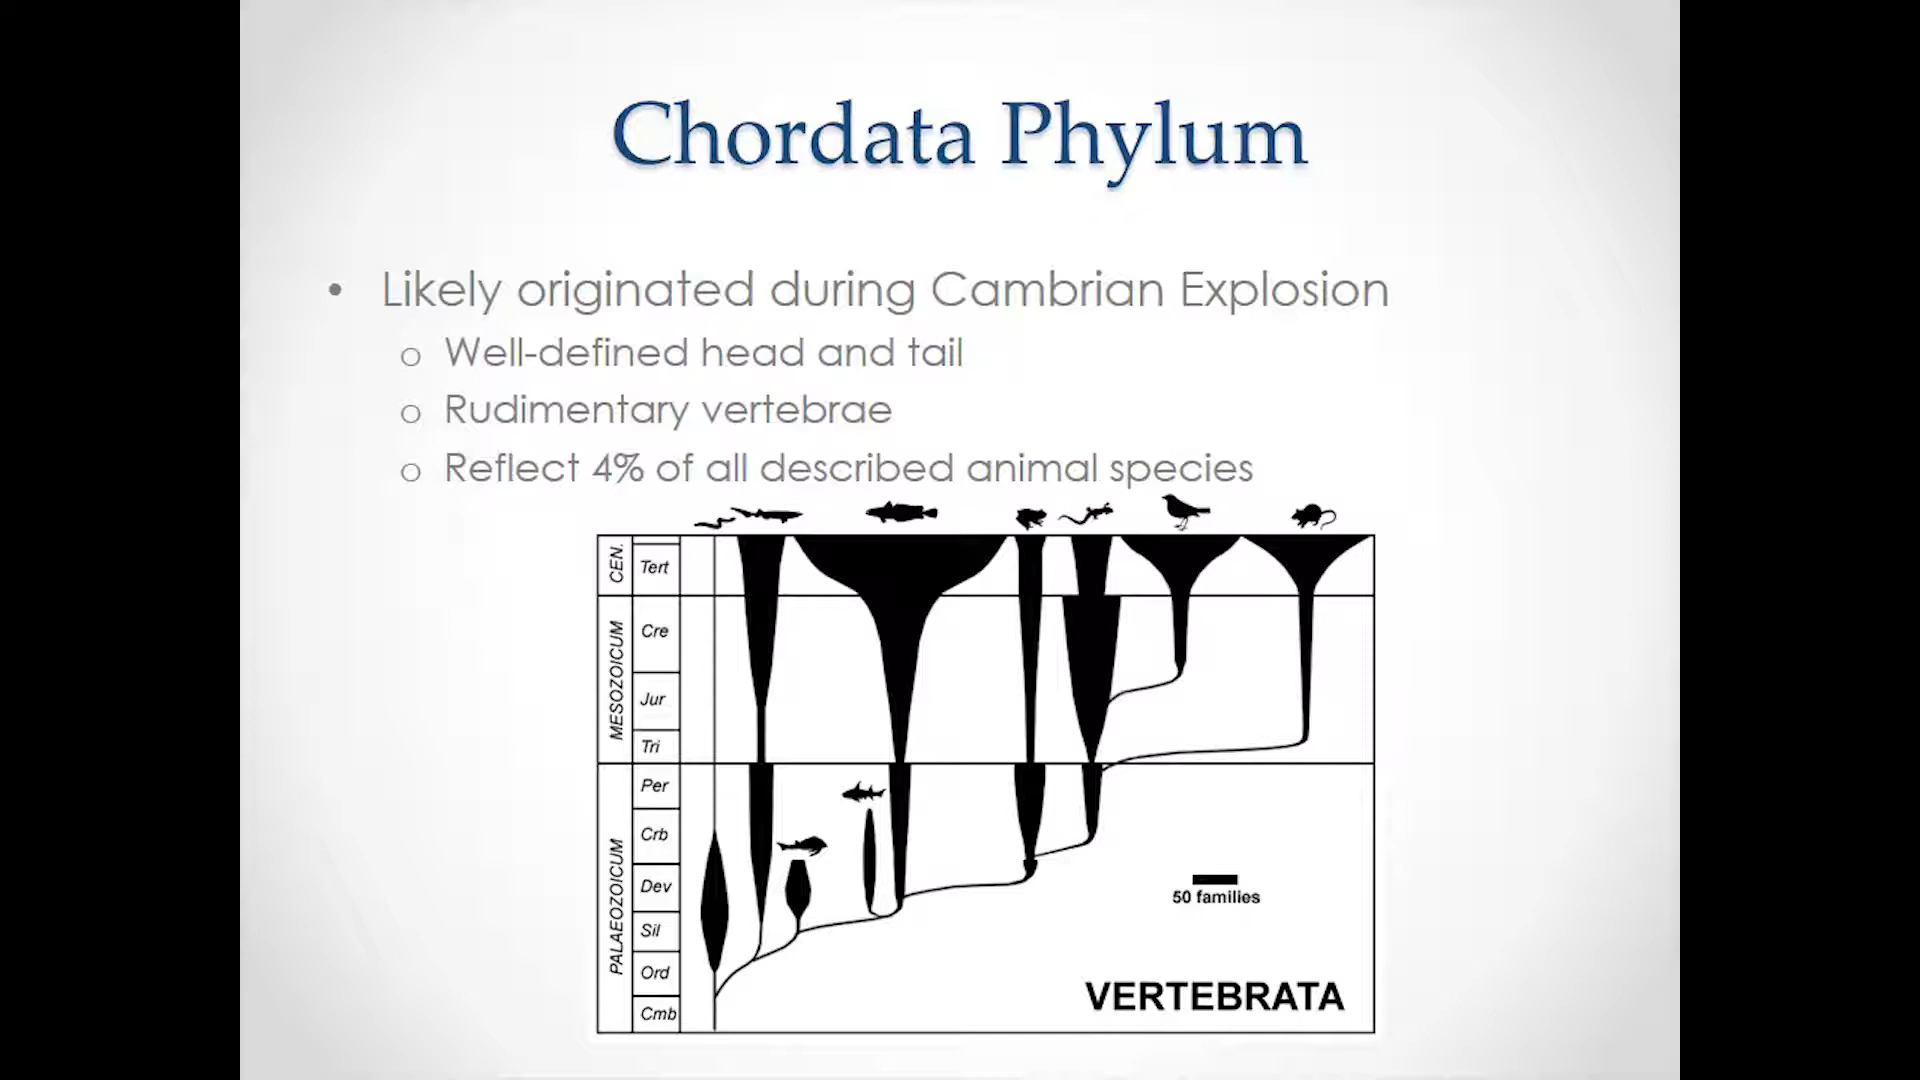 Chordata Phylum
• Likely originated during Cambrian Explosion
o Well-defined head and tail
o Rudimentary vertebrae
o Reflect 4% of all described animal species
CEN.
Tert
MESOZOICUM
Cre
Jur
Tri
PALAEOZOICUM
Per
Crb
Dev
Sil
Ord
Cmb
50 families
VERTEBRATA